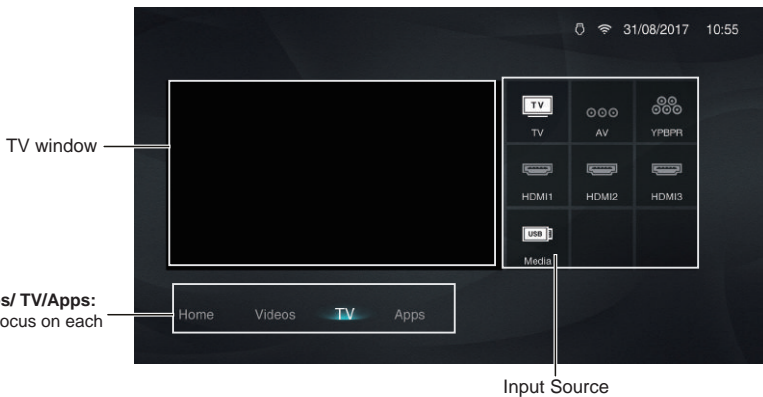 31/08/2017 10:55
TV window
TV
TV AV YPBPR
HDMI1 HDMI2 HDMI3
USB
Media
s/ TV/Apps:
ocus on each
Home Videos TV Apps
Input Source